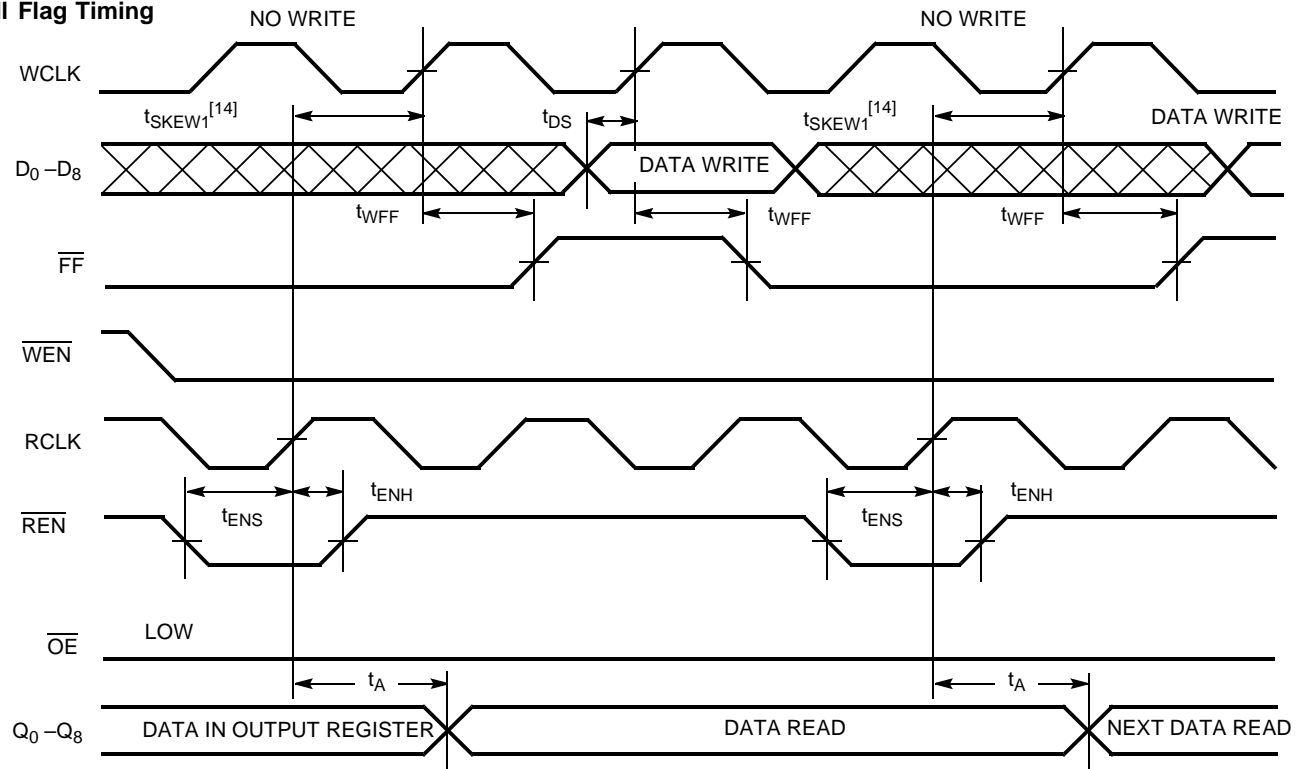 ll Flag Timing
NO WRITE
NO WRITE
WCLK
tSKEW1[14]
tDS
tSKEW1[14]
DATA WRITE
D0 –D8
DATA WRITE
tWFF
tWFF
tWFF
FF
WEN
RCLK
tENH
tENH
REN
tENS
tENS
OE
LOW
tA
tA
Q0 –Q8
DATA IN OUTPUT REGISTER
DATA READ
NEXT DATA READ